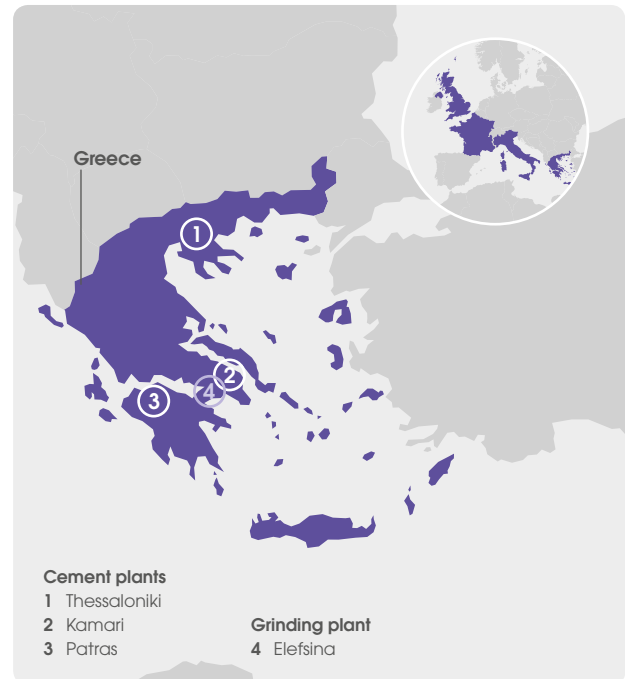 Greece
1
2
4
3
Cement plants
1 Thessaloniki
2 Kamari
3 Patras
Grinding plant
4 Elefsina